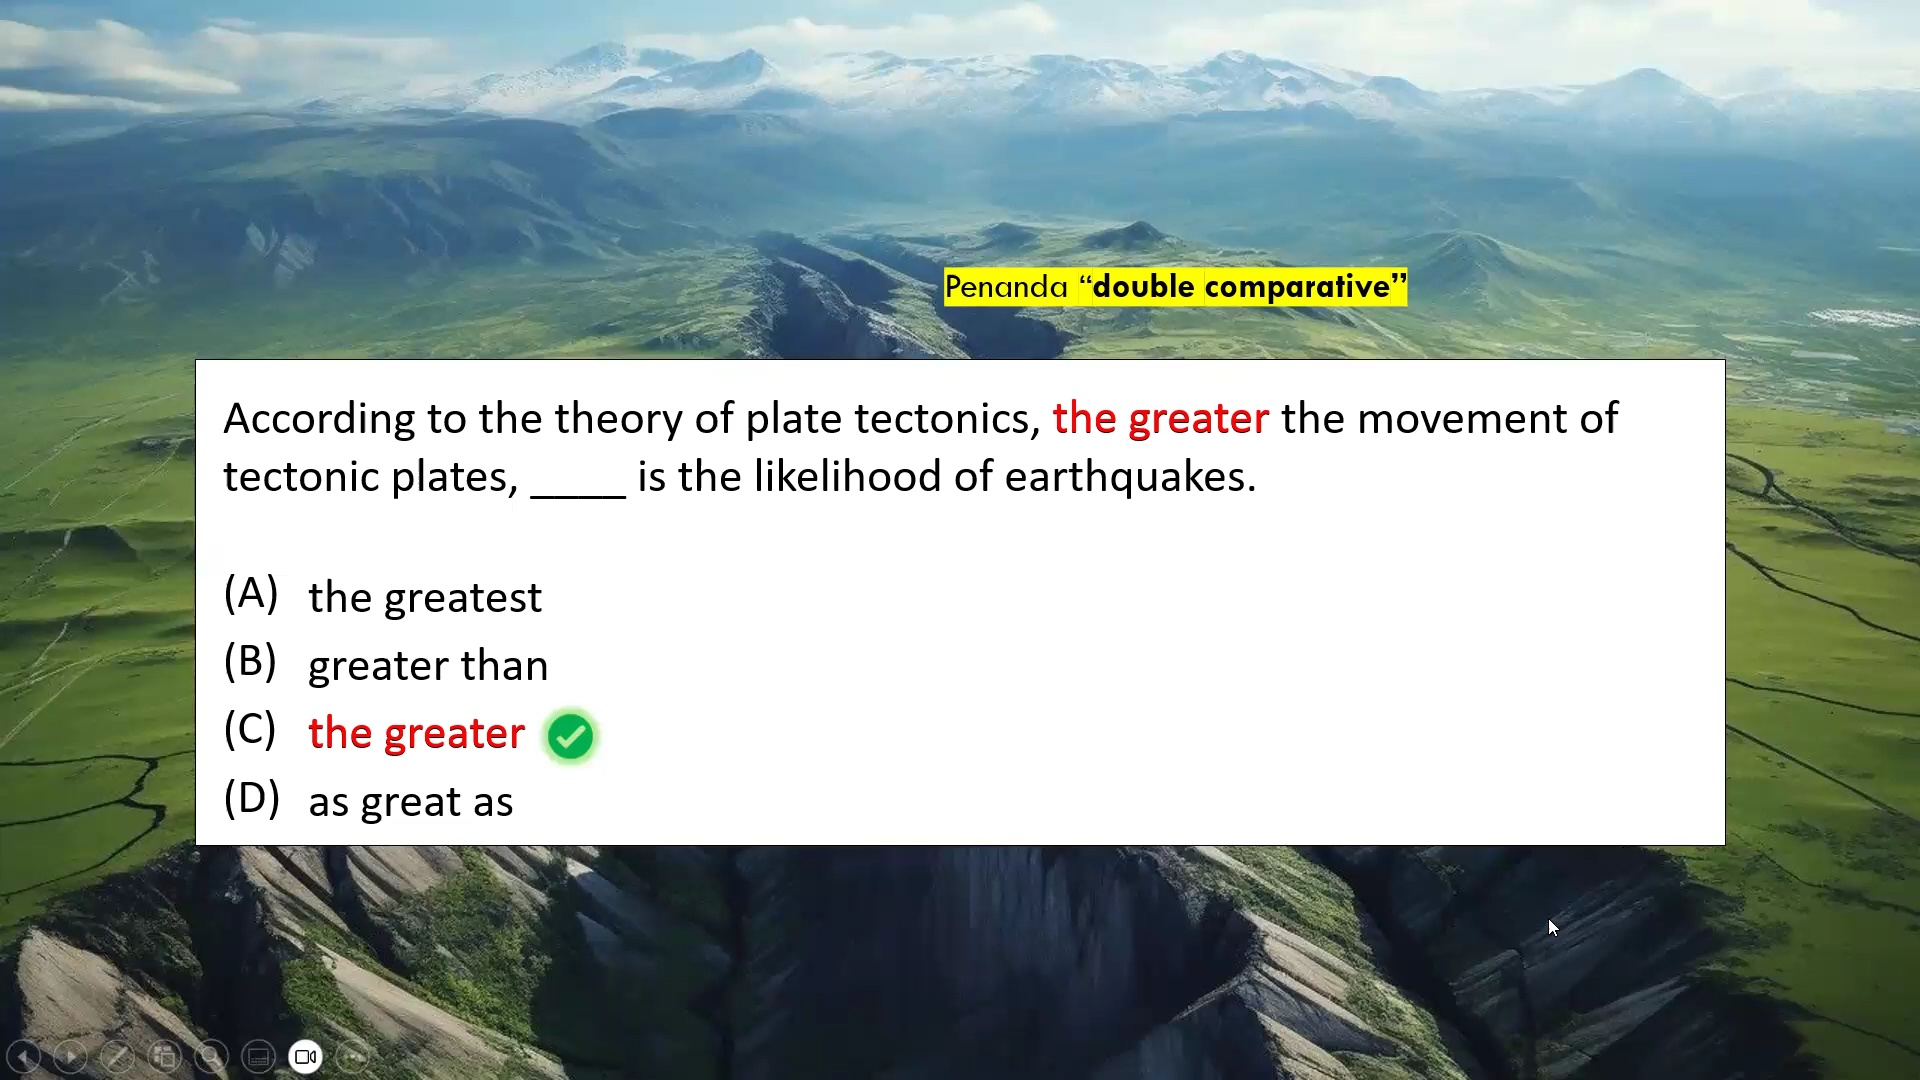 Penanda “double comparative”
According to the theory of plate tectonics, the greater the movement of
tectonic plates, ____ is the likelihood of earthquakes.
(A) the greatest
(B) greater than
(C) the greater
(D) as great as